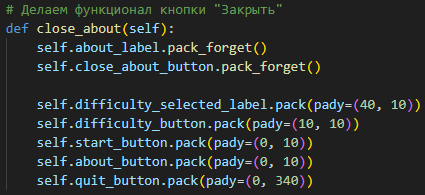 # Делаем функционал кнопки "Закрыть"
def close_about(self):
    self.about_label.pack_forget()
    self.close_about_button.pack_forget()

    self.difficulty_selected_label.pack(pady=(40, 10))
    self.difficulty_button.pack(pady=(10, 10))
    self.start_button.pack(pady=(0, 10))
    self.about_button.pack(pady=(0, 10))
    self.quit_button.pack(pady=(0, 340))